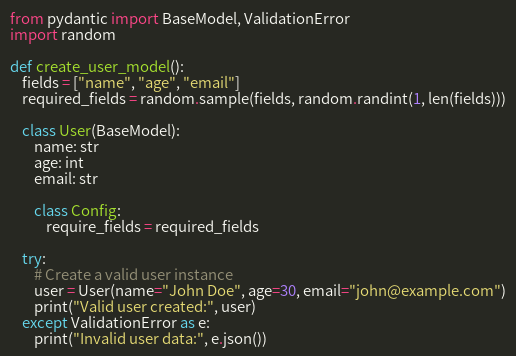 from pydantic import BaseModel, ValidationError
import random

def create_user_model():
    fields = ["name", "age", "email"]
    required_fields = random.sample(fields, random.randint(1, len(fields)))

    class User(BaseModel):
        name: str
        age: int
        email: str

        class Config:
            require_fields = required_fields

    try:
        # Create a valid user instance
        user = User(name="John Doe", age=30, email="john@example.com")
        print("Valid user created:", user)
    except ValidationError as e:
        print("Invalid user data:", e.json())